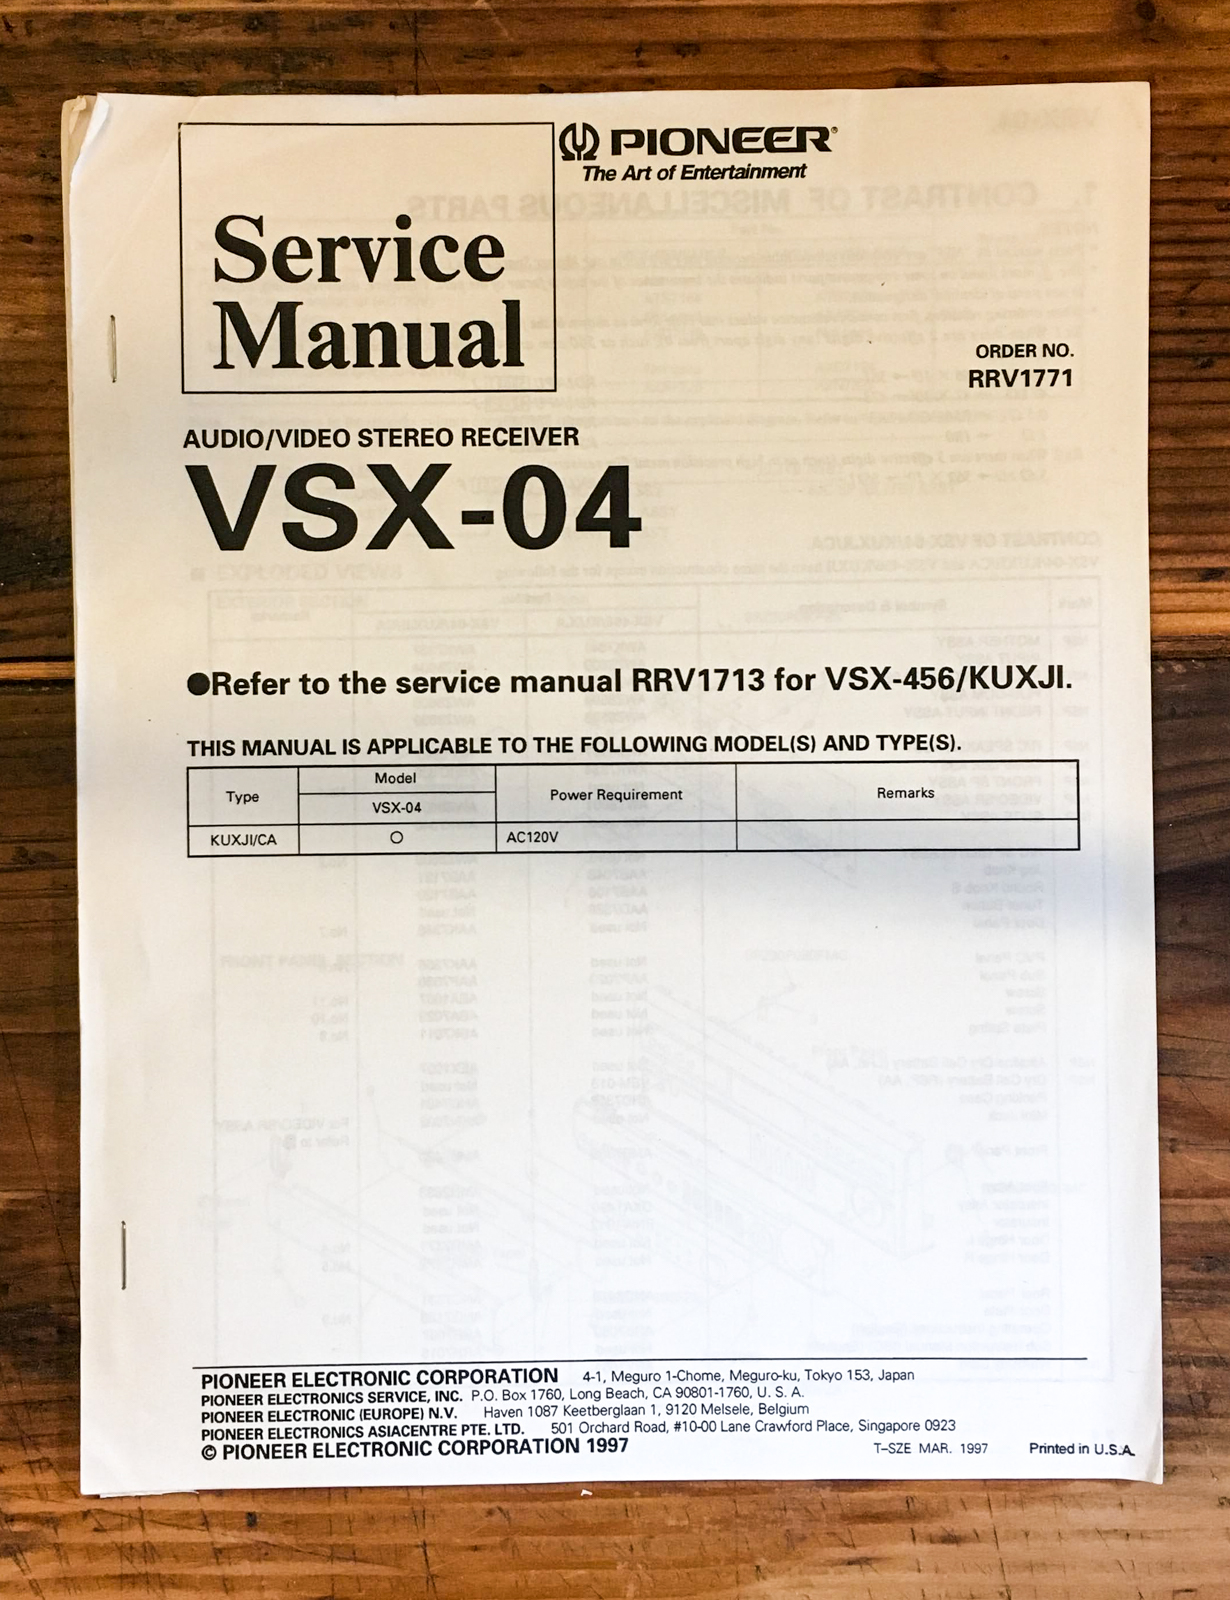 PIONEER®
The Art of Entertainment
Service
Manual
ORDER NO.
RRV1771
AUDIO/VIDEO STEREO RECEIVER
VSX-04
●Refer to the service manual RRV1713 for VSX-456/KUXJI.
THIS MANUAL IS APPLICABLE TO THE FOLLOWING MODEL(S) AND TYPE(S).
Type Model Power Requirement Remarks
VSX-04
KUXJI/CA ○ AC120V
PIONEER ELECTRONIC CORPORATION 4-1, Meguro 1-Chome, Meguro-ku, Tokyo 153, Japan
PIONEER ELECTRONICS SERVICE, INC. P.O. Box 1760, Long Beach, CA 90801-1760, U. S. A.
PIONEER ELECTRONIC (EUROPE) N.V. Haven 1087 Keetberglaan 1, 9120 Melsele, Belgium
PIONEER ELECTRONICS ASIACENTRE PTE. LTD. 501 Orchard Road, #10-00 Lane Crawford Place, Singapore 0923
© PIONEER ELECTRONIC CORPORATION 1997 T–SZE MAR. 1997 Printed in U.S.A.